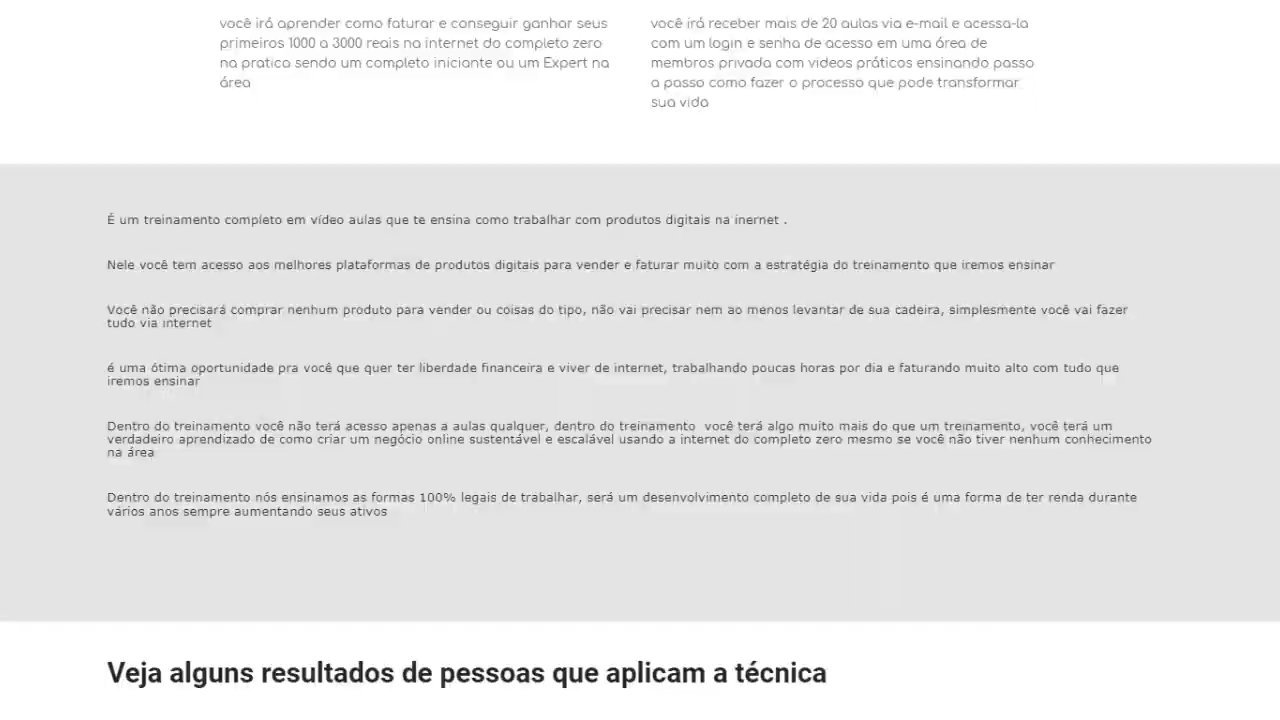 você irá aprender como faturar e conseguir ganhar seus
primeiros 1000 a 3000 reais na internet do completo zero
na pratica sendo um completo iniciante ou um Expert na
área
você irá receber mais de 20 aulas via e-mail e acessa-la
com um login e senha de acesso em uma área de
membros privada com videos práticos ensinando passo
a passo como fazer o processo que pode transformar
sua vida
É um treinamento completo em vídeo aulas que te ensina como trabalhar com produtos digitais na inernet .
Nele você tem acesso aos melhores plataformas de produtos digitais para vender e faturar muito com a estratégia do treinamento que iremos ensinar
Você não precisará comprar nenhum produto para vender ou coisas do tipo, não vai precisar nem ao menos levantar de sua cadeira, simplesmente você vai fazer
tudo via internet
é uma ótima oportunidade pra você que quer ter liberdade financeira e viver de internet, trabalhando poucas horas por dia e faturando muito alto com tudo que
iremos ensinar
Dentro do treinamento você não terá acesso apenas a aulas qualquer, dentro do treinamento  você terá algo muito mais do que um treinamento, você terá um
verdadeiro aprendizado de como criar um negócio online sustentável e escalável usando a internet do completo zero mesmo se você não tiver nenhum conhecimento
na área
Dentro do treinamento nós ensinamos as formas 100% legais de trabalhar, será um desenvolvimento completo de sua vida pois é uma forma de ter renda durante
vários anos sempre aumentando seus ativos
Veja alguns resultados de pessoas que aplicam a técnica